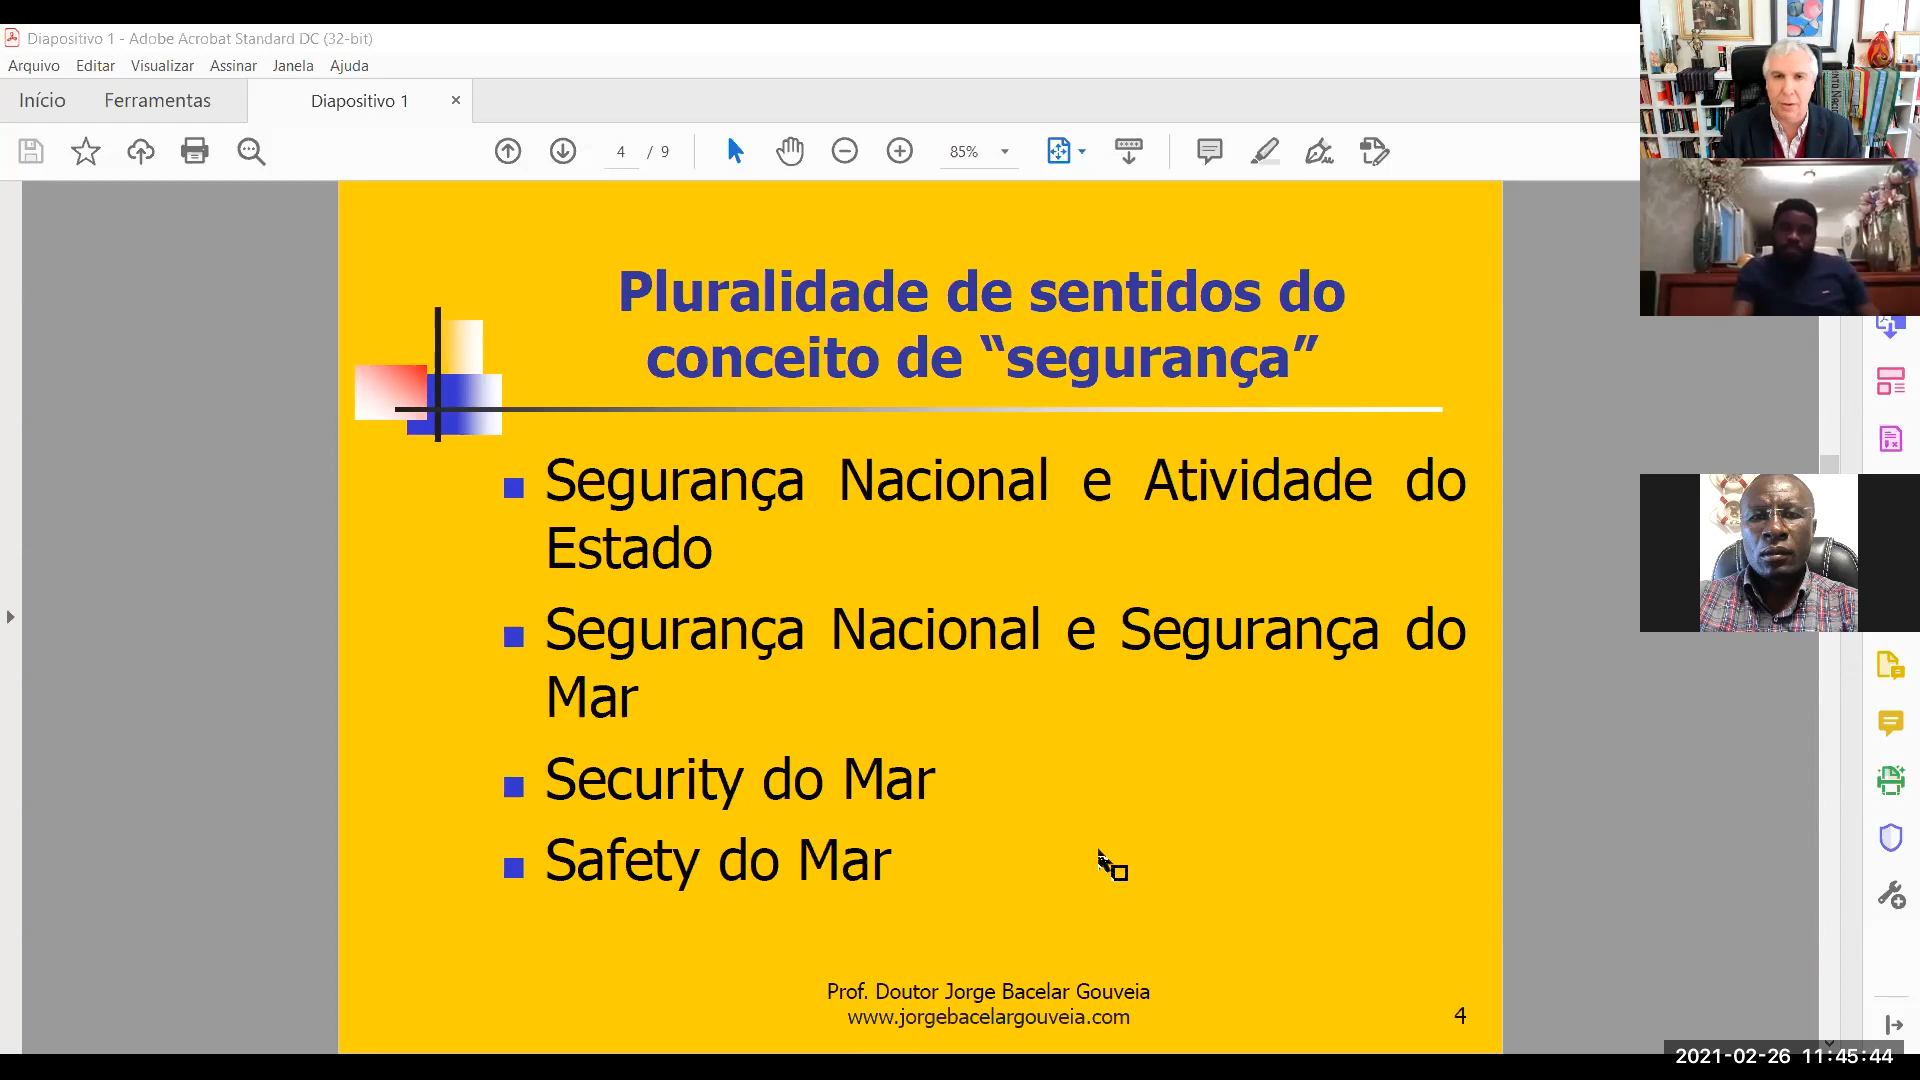 Diapositivo 1 - Adobe Acrobat Standard DC (32-bit)
Arquivo Editar Visualizar Assinar Janela Ajuda
Início Ferramentas Diapositivo 1 ×
4 / 9 85%
Pluralidade de sentidos do
conceito de “segurança”
Segurança Nacional e Atividade do
Estado
Segurança Nacional e Segurança do
Mar
Security do Mar
Safety do Mar
Prof. Doutor Jorge Bacelar Gouveia
www.jorgebacelargouveia.com
4
2021-02-26 11:45:44